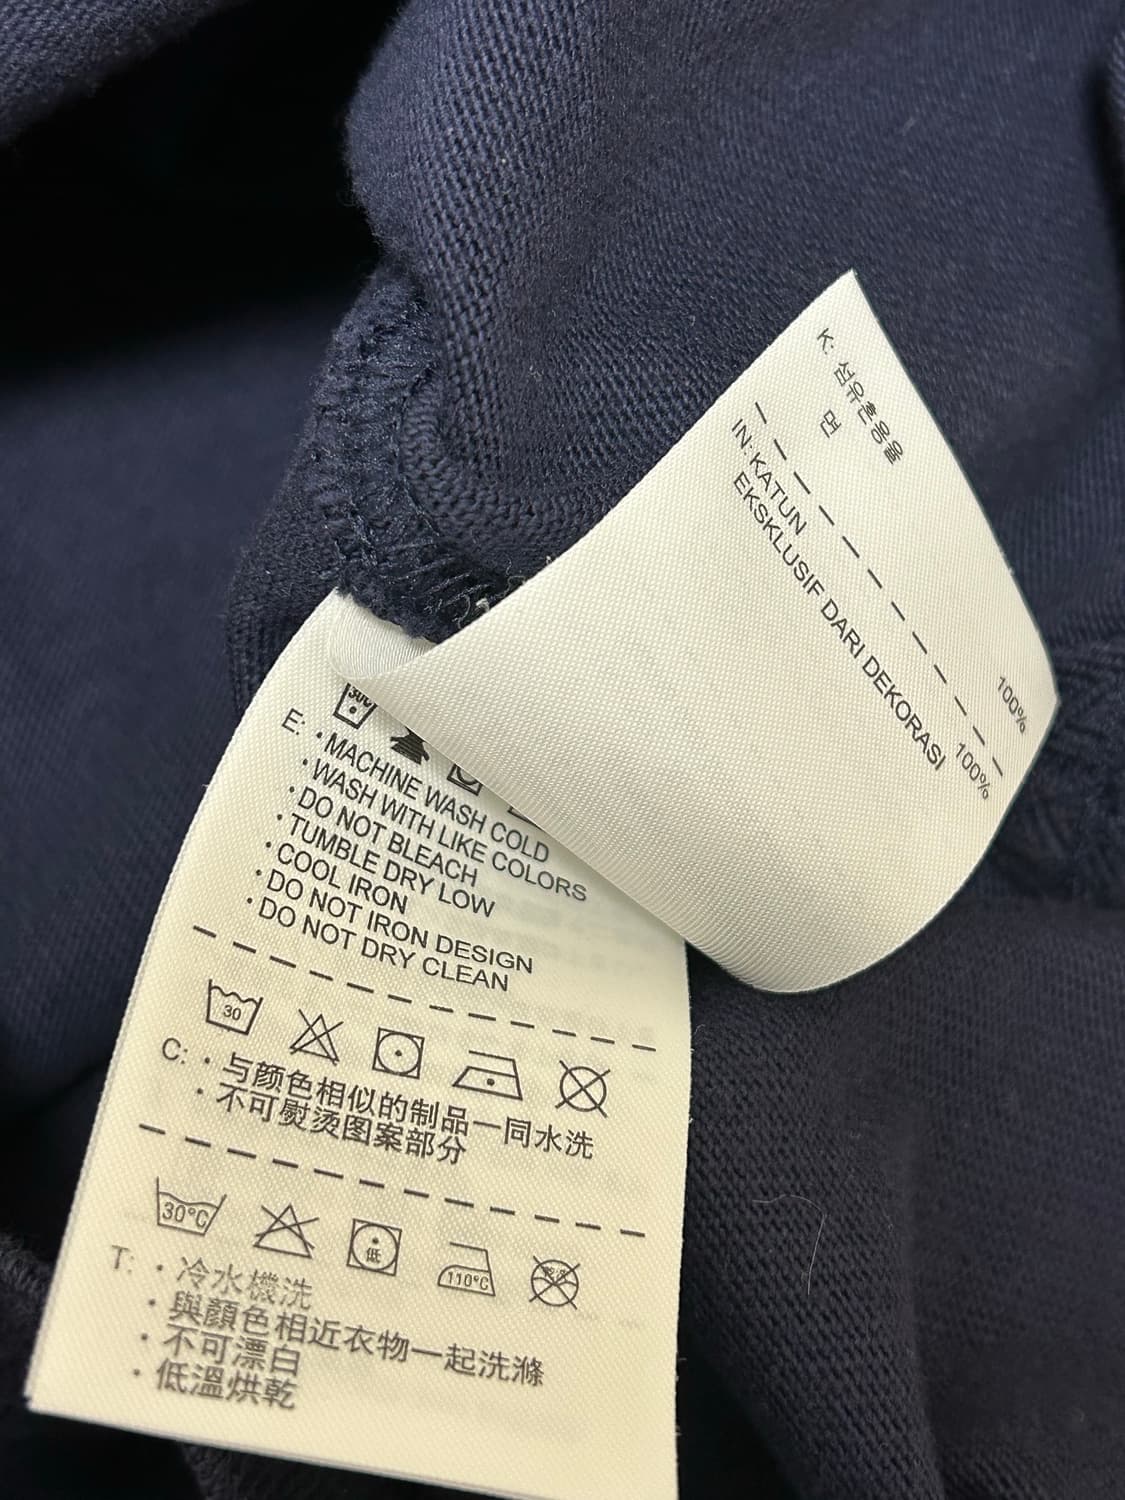 K: 섬유혼용율
면 100%
IN: KATUN 100%
EKSKLUSIF DARI DEKORASI
30C
E: · MACHINE WASH COLD
· WASH WITH LIKE COLORS
· DO NOT BLEACH
· TUMBLE DRY LOW
· COOL IRON
· DO NOT IRON DESIGN
· DO NOT DRY CLEAN
30
C: · 与颜色相似的制品一同水洗
· 不可熨烫图案部分
30°C 低 110°C
T: · 冷水機洗
· 與顏色相近衣物一起洗滌
· 不可漂白
· 低溫烘乾